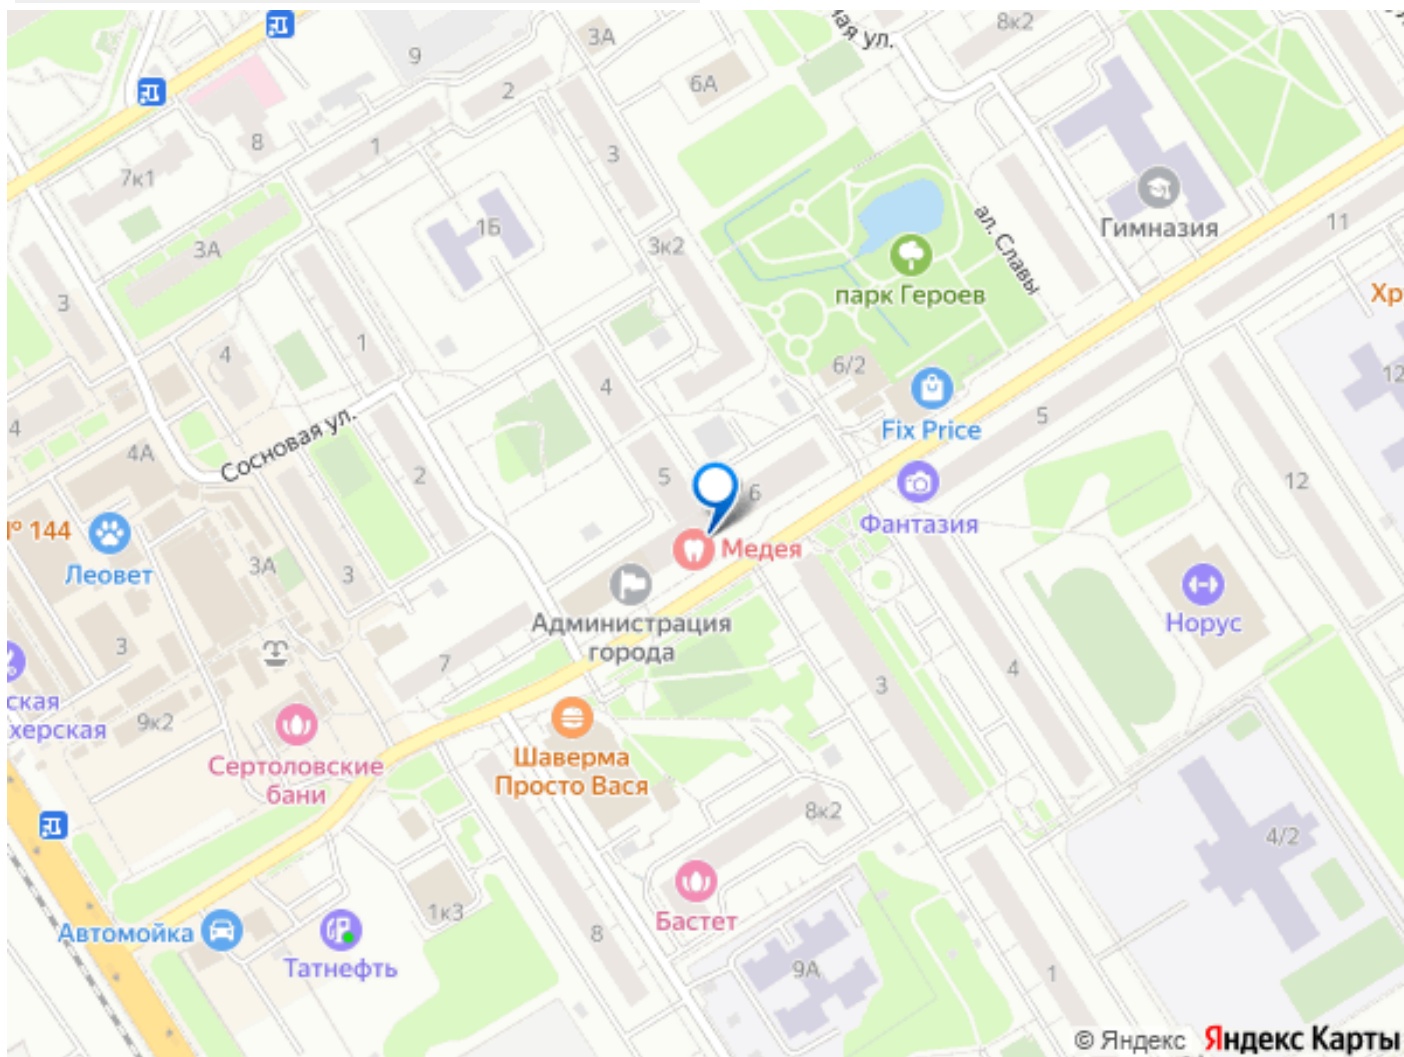 ная ул.
8к2
3А
9
6А
2
8
1
3
7к1
1Б
ал. Славы
Гимназия
11
3А
3к2
парк Героев
Хр
3
1
4
6/2
12
4
5
Fix Price
4
Сосновая ул.
4А
2
5
6
12
Фантазия
№ 144
Медея
Леовет
3А
3
Администрация
города
Норус
3
7
3
4
ская
херская
9к2
Шаверма
Просто Вася
Сертоловские
бани
8к2
4/2
Бастет
1к3
Автомойка
8
Татнефть
9А
1
© Яндекс Яндекс Карты